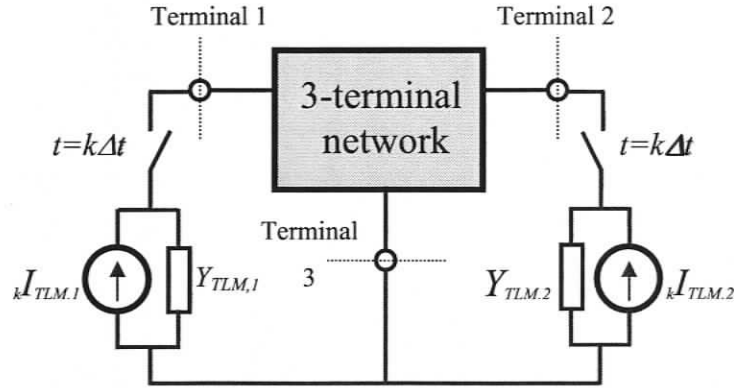 Terminal 1
Terminal 2
3-terminal
network
t=kΔt
t=kΔt
Terminal
3
kITLM.1
YTLM,1
YTLM.2
kITLM.2